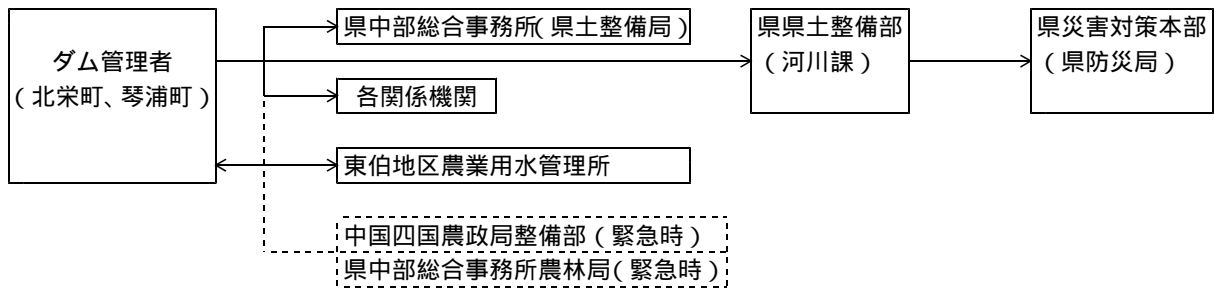 ダム管理者
（北栄町、琴浦町）
県中部総合事務所（県土整備局）
各関係機関
東伯地区農業用水管理所
中国四国農政局整備部（緊急時）
県中部総合事務所農林局（緊急時）
県県土整備部
（河川課）
県災害対策本部
（県防災局）